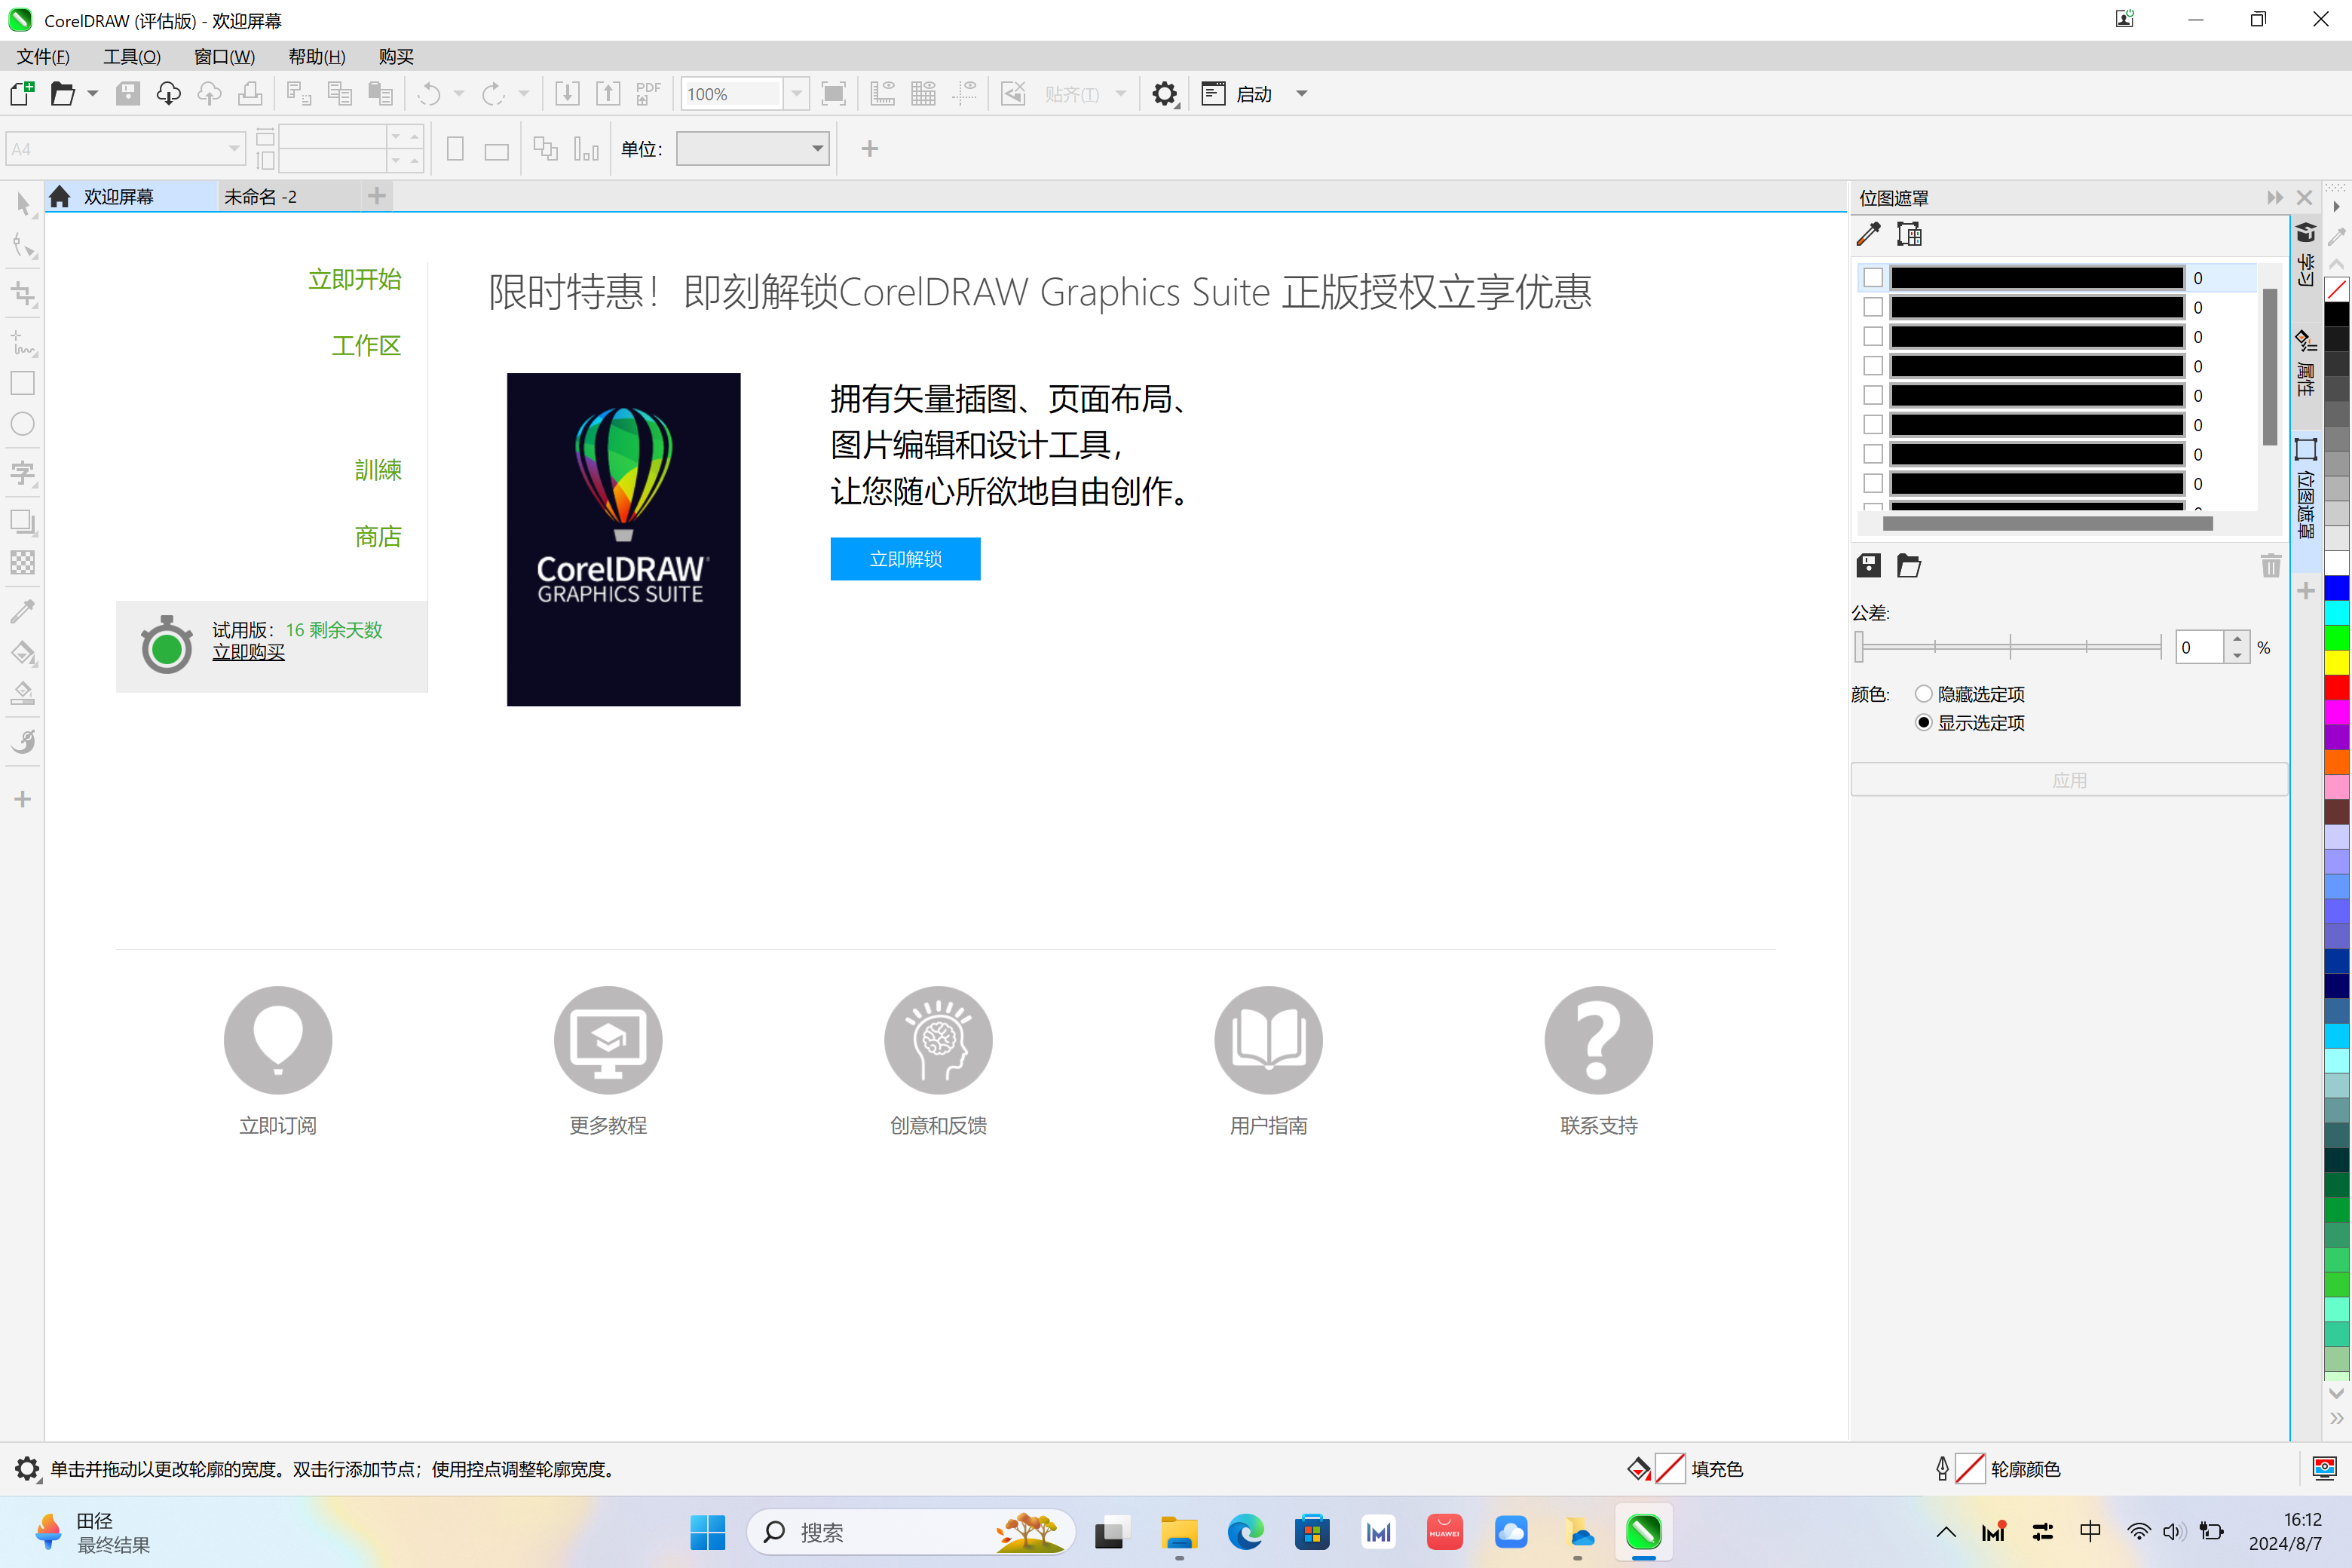 CorelDRAW (评估版) - 欢迎屏幕
文件(F) 工具(O) 窗口(W) 帮助(H) 购买
PDF 100% 贴齐(T) 启动
A4 单位:
欢迎屏幕 未命名 -2
立即开始
工作区
訓練
商店
试用版: 16 剩余天数
立即购买
限时特惠！即刻解锁CorelDRAW Graphics Suite 正版授权立享优惠
CorelDRAW
GRAPHICS SUITE
拥有矢量插图、页面布局、
图片编辑和设计工具，
让您随心所欲地自由创作。
立即解锁
立即订阅
更多教程
创意和反馈
用户指南
联系支持
位图遮罩
0
0
0
0
0
0
0
0
公差:
0 %
颜色: 隐藏选定项
显示选定项
应用
学习
属性
位图遮罩
单击并拖动以更改轮廓的宽度。双击行添加节点；使用控点调整轮廓宽度。
填充色
轮廓颜色
田径
最终结果
搜索
HUAWEI
中
16:12
2024/8/7